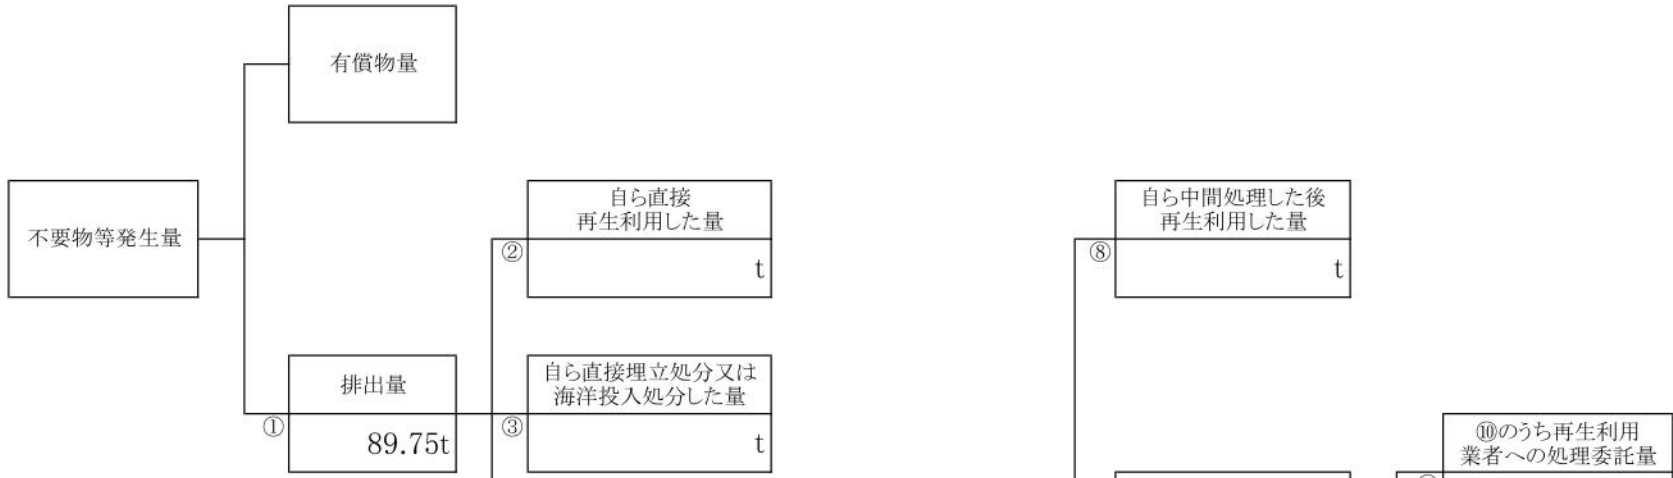 有償物量
不要物等発生量
自ら直接
再生利用した量
②
t
自ら中間処理した後
再生利用した量
⑧
t
排出量
①
89.75t
自ら直接埋立処分又は
海洋投入処分した量
③
t
⑩のうち再生利用
業者への処理委託量